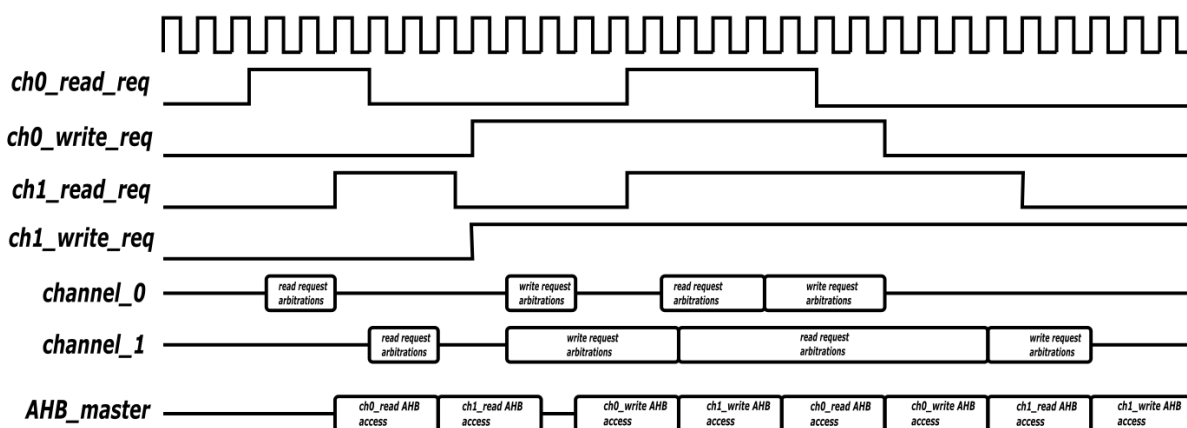 ch0_read_req
ch0_write_req
ch1_read_req
ch1_write_req
channel_0
read request
arbitrations
write request
arbitrations
read request
arbitrations
write request
arbitrations
channel_1
read request
arbitrations
write request
arbitrations
read request
arbitrations
write request
arbitrations
AHB_master
ch0_read AHB
access
ch1_read AHB
access
ch0_write AHB
access
ch1_write AHB
access
ch0_read AHB
access
ch0_write AHB
access
ch1_read AHB
access
ch1_write AHB
access